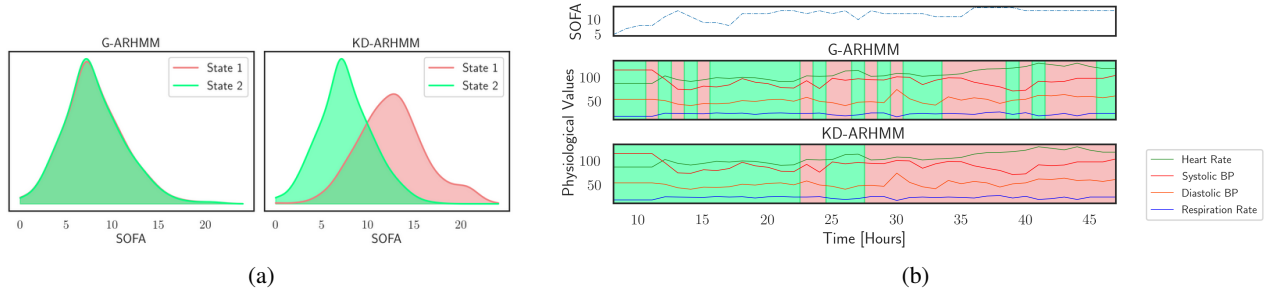 G-ARHMM
State 1
State 2
0 5 10 15 20
SOFA
KD-ARHMM
State 1
State 2
0 5 10 15 20
SOFA
(a)
SOFA
10
5
G-ARHMM
100
50
Physiological Values
KD-ARHMM
100
50
10 15 20 25 30 35 40 45
Time [Hours]
Heart Rate
Systolic BP
Diastolic BP
Respiration Rate
(b)